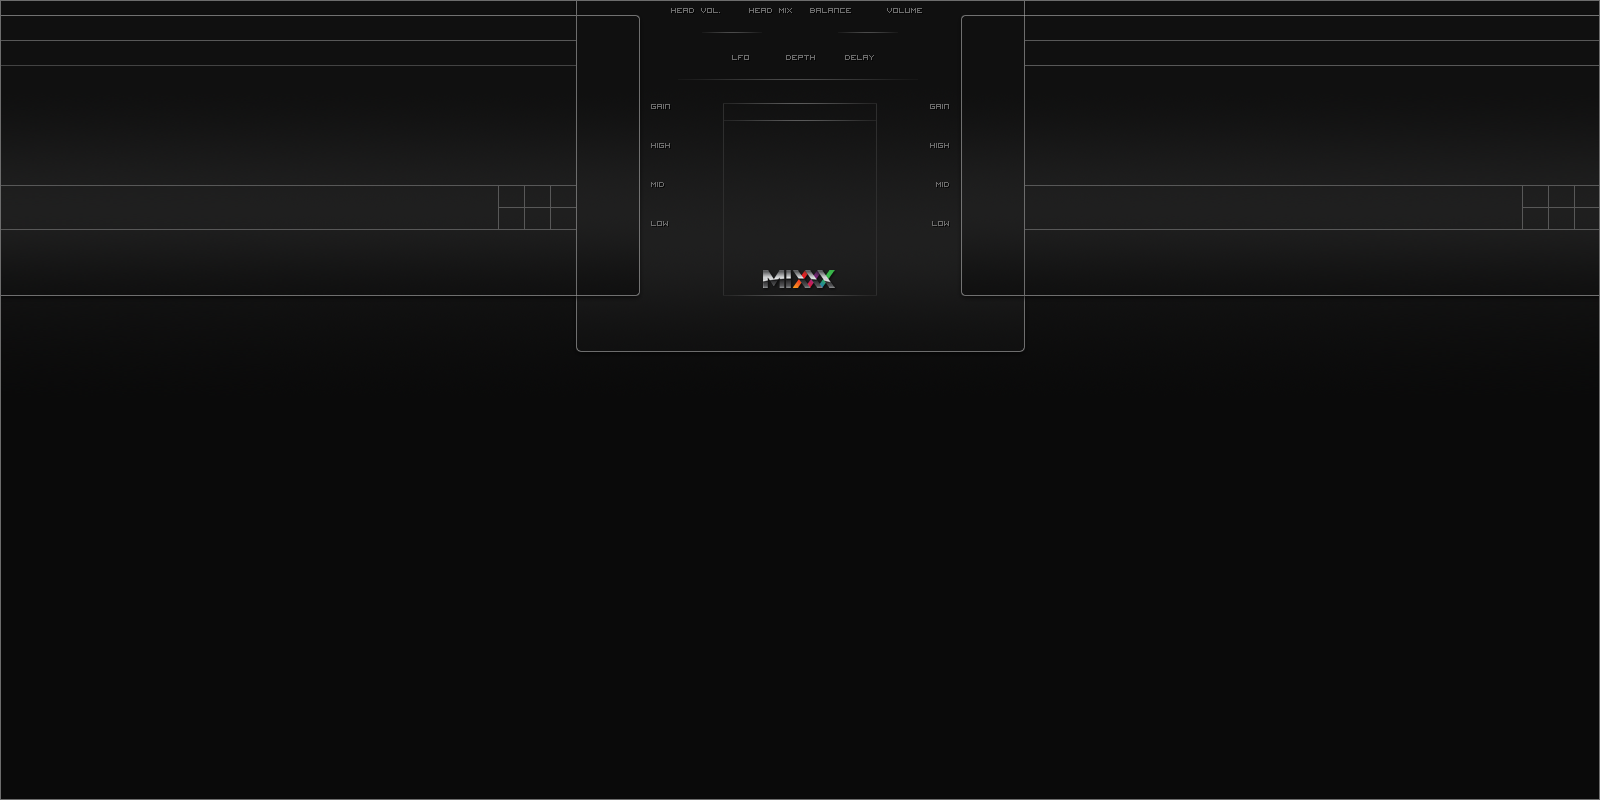 HEAD VOL. HEAD MIX BALANCE VOLUME
LFO DEPTH DELAY
GAIN GAIN
HIGH HIGH
MID MID
LOW LOW
MIXXX